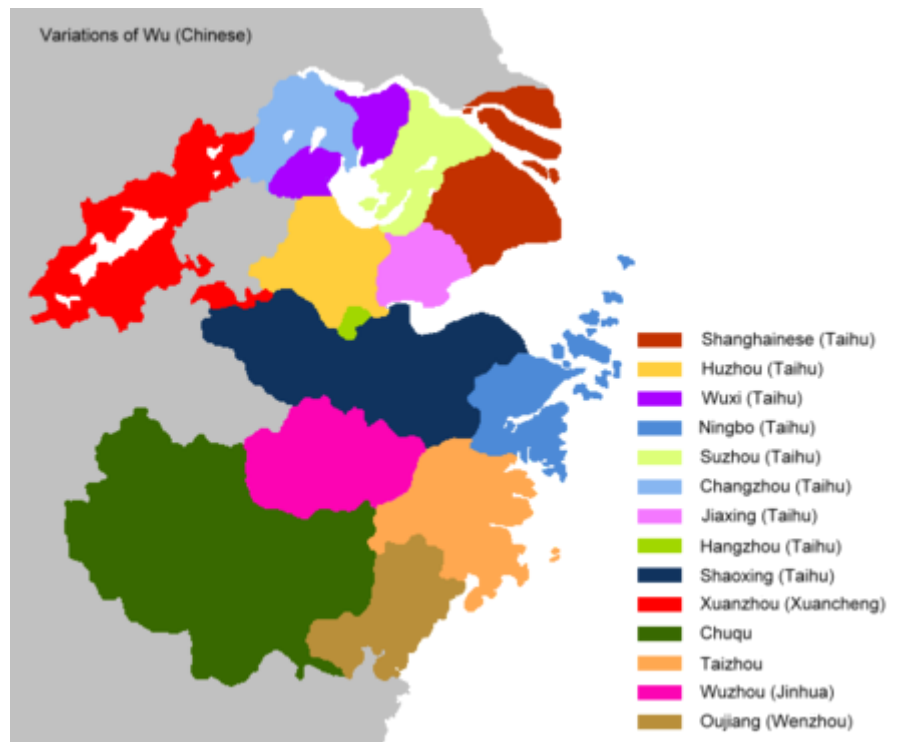 Variations of Wu (Chinese)
Shanghainese (Taihu)
Huzhou (Taihu)
Wuxi (Taihu)
Ningbo (Taihu)
Suzhou (Taihu)
Changzhou (Taihu)
Jiaxing (Taihu)
Hangzhou (Taihu)
Shaoxing (Taihu)
Xuanzhou (Xuancheng)
Chuqu
Taizhou
Wuzhou (Jinhua)
Oujiang (Wenzhou)